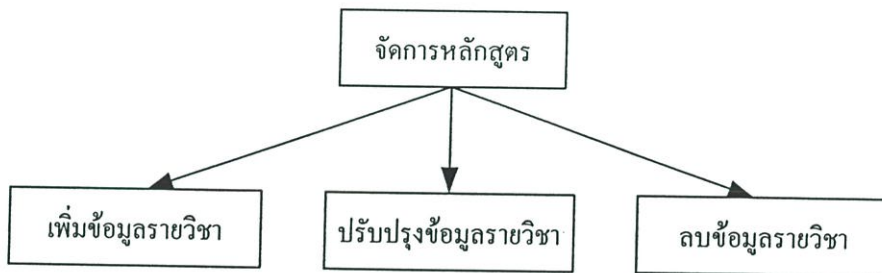 จัดการหลักสูตร
เพิ่มข้อมูลรายวิชา
ปรับปรุงข้อมูลรายวิชา
ลบข้อมูลรายวิชา